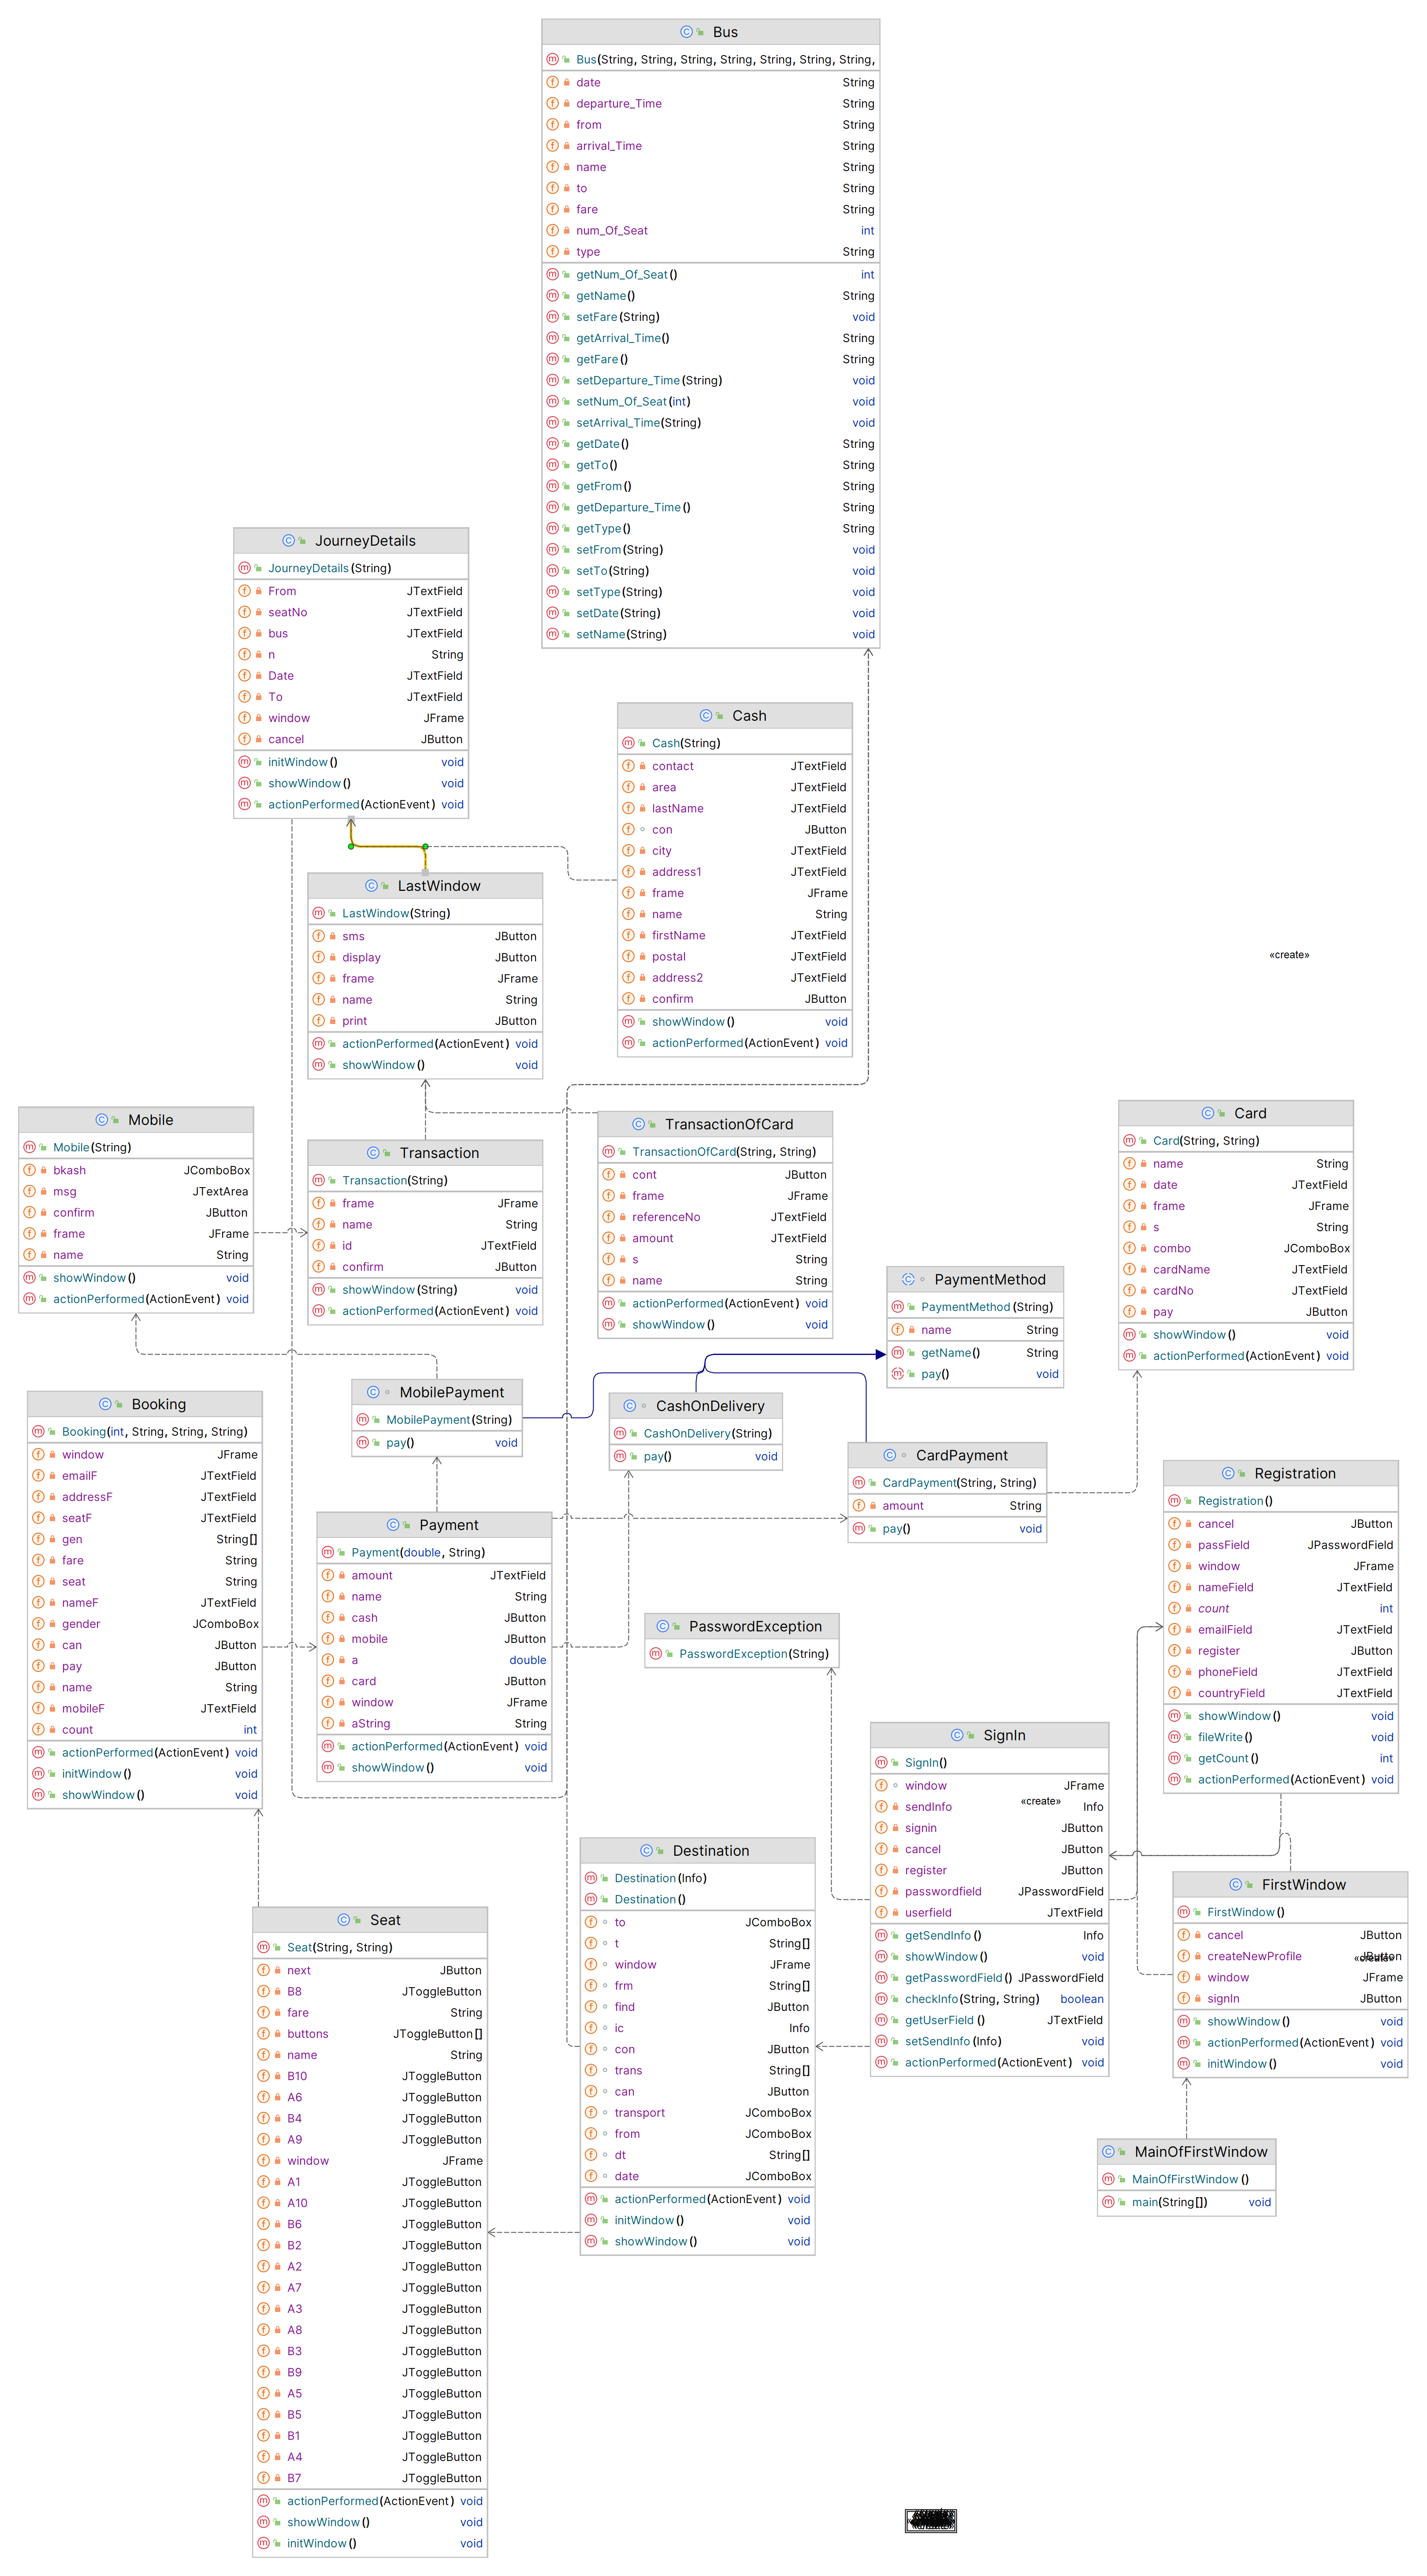 Bus
Bus(String, String, String, String, String, String, String,
date String
departure_Time String
from String
arrival_Time String
name String
to String
fare String
num_Of_Seat int
type String
getNum_Of_Seat() int
getName() String
setFare(String) void
getArrival_Time() String
getFare() String
setDeparture_Time(String) void
setNum_Of_Seat(int) void
setArrival_Time(String) void
getDate() String
getTo() String
getFrom() String
getDeparture_Time() String
getType() String
setFrom(String) void
setTo(String) void
setType(String) void
setDate(String) void
setName(String) void
JourneyDetails
JourneyDetails(String)
From JTextField
seatNo JTextField
bus JTextField
n String
Date JTextField
To JTextField
window JFrame
cancel JButton
initWindow() void
showWindow() void
actionPerformed(ActionEvent) void
Cash
Cash(String)
contact JTextField
area JTextField
lastName JTextField
con JButton
city JTextField
address1 JTextField
frame JFrame
name String
firstName JTextField
postal JTextField
address2 JTextField
confirm JButton
showWindow() void
actionPerformed(ActionEvent) void
LastWindow
LastWindow(String)
sms JButton
display JButton
frame JFrame
name String
print JButton
actionPerformed(ActionEvent) void
showWindow() void
«create»
Mobile
Mobile(String)
bkash JComboBox
msg JTextArea
confirm JButton
frame JFrame
name String
showWindow() void
actionPerformed(ActionEvent) void
Transaction
Transaction(String)
frame JFrame
name String
id JTextField
confirm JButton
showWindow(String) void
actionPerformed(ActionEvent) void
TransactionOfCard
TransactionOfCard(String, String)
cont JButton
frame JFrame
referenceNo JTextField
amount JTextField
s String
name String
actionPerformed(ActionEvent) void
showWindow() void
Card
Card(String, String)
name String
date JTextField
frame JFrame
s String
combo JComboBox
cardName JTextField
cardNo JTextField
pay JButton
showWindow() void
actionPerformed(ActionEvent) void
PaymentMethod
PaymentMethod(String)
name String
getName() String
pay() void
MobilePayment
MobilePayment(String)
pay() void
CashOnDelivery
CashOnDelivery(String)
pay() void
CardPayment
CardPayment(String, String)
amount String
pay() void
Booking
Booking(int, String, String, String)
window JFrame
emailF JTextField
addressF JTextField
seatF JTextField
gen String[]
fare String
seat String
nameF JTextField
gender JComboBox
can JButton
pay JButton
name String
mobileF JTextField
count int
actionPerformed(ActionEvent) void
initWindow() void
showWindow() void
Payment
Payment(double, String)
amount JTextField
name String
cash JButton
mobile JButton
a double
card JButton
window JFrame
aString String
actionPerformed(ActionEvent) void
showWindow() void
Registration
Registration()
cancel JButton
passField JPasswordField
window JFrame
nameField JTextField
count int
emailField JTextField
register JButton
phoneField JTextField
countryField JTextField
showWindow() void
fileWrite() void
getCount() int
actionPerformed(ActionEvent) void
PasswordException
PasswordException(String)
SignIn
SignIn()
window JFrame
«create»
sendInfo Info
signin JButton
cancel JButton
register JButton
passwordfield JPasswordField
userfield JTextField
getSendInfo() Info
showWindow() void
getPasswordField() JPasswordField
checkInfo(String, String) boolean
getUserField() JTextField
setSendInfo(Info) void
actionPerformed(ActionEvent) void
Destination
Destination(Info)
Destination()
to JComboBox
t String[]
window JFrame
frm String[]
find JButton
ic Info
con JButton
trans String[]
can JButton
transport JComboBox
from JComboBox
dt String[]
date JComboBox
actionPerformed(ActionEvent) void
initWindow() void
showWindow() void
FirstWindow
FirstWindow()
cancel JButton
createNewProfile JButton
«create»
window JFrame
signIn JButton
showWindow() void
actionPerformed(ActionEvent) void
initWindow() void
Seat
Seat(String, String)
next JButton
B8 JToggleButton
fare String
buttons JToggleButton[]
name String
B10 JToggleButton
A6 JToggleButton
B4 JToggleButton
A9 JToggleButton
window JFrame
A1 JToggleButton
A10 JToggleButton
B6 JToggleButton
B2 JToggleButton
A2 JToggleButton
A7 JToggleButton
A3 JToggleButton
A8 JToggleButton
B3 JToggleButton
B9 JToggleButton
A5 JToggleButton
B5 JToggleButton
B1 JToggleButton
A4 JToggleButton
B7 JToggleButton
actionPerformed(ActionEvent) void
showWindow() void
initWindow() void
MainOfFirstWindow
MainOfFirstWindow()
main(String[]) void